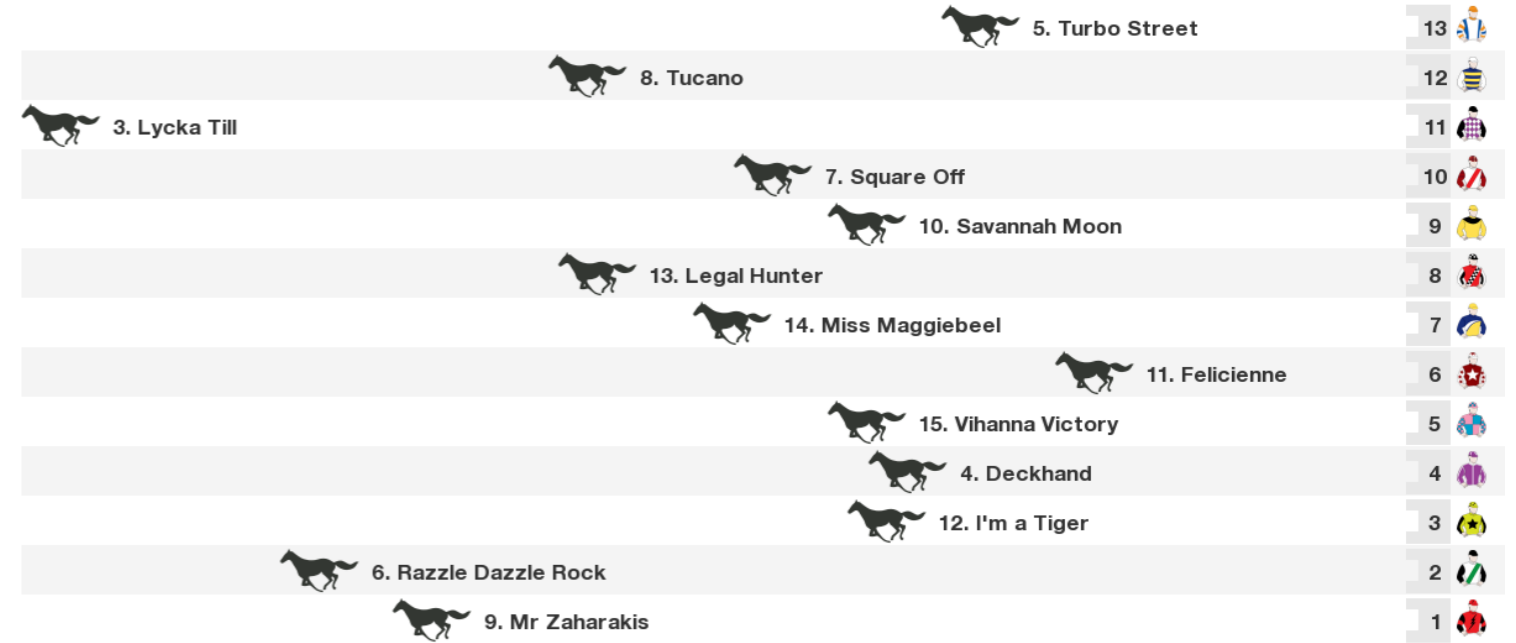 5. Turbo Street 13
8. Tucano 12
3. Lycka Till 11
7. Square Off 10
10. Savannah Moon 9
13. Legal Hunter 8
14. Miss Maggiebeel 7
11. Felicienne 6
15. Vihanna Victory 5
4. Deckhand 4
12. I'm a Tiger 3
6. Razzle Dazzle Rock 2
9. Mr Zaharakis 1